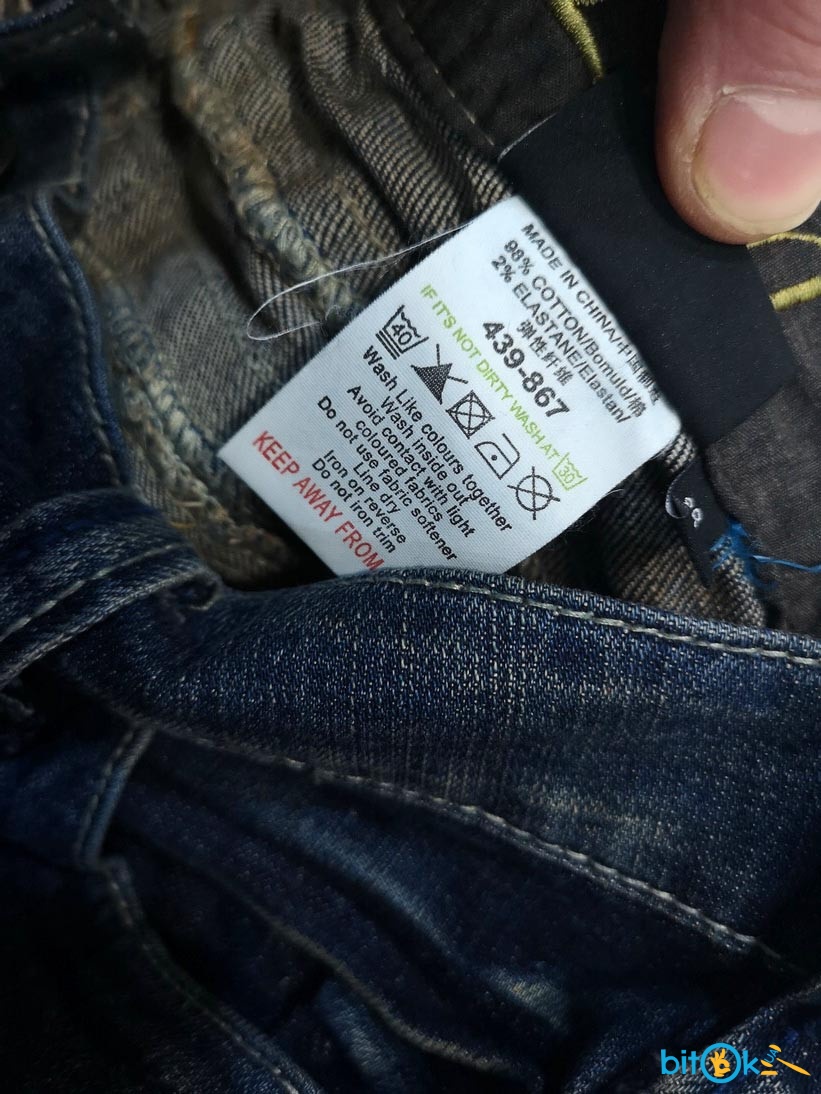 MADE IN CHINA/中国制造
98% COTTON/Bomuld/棉
2% ELASTANE/Elastan/
弹性纤维
439-867
IF IT'S NOT DIRTY WASH AT 30
40
Wash Like colours together
Wash inside out
Avoid contact with light
coloured fabrics
Do not use fabric softener
Line dry
Iron on reverse
Do not iron trim
KEEP AWAY FROM
bitOk